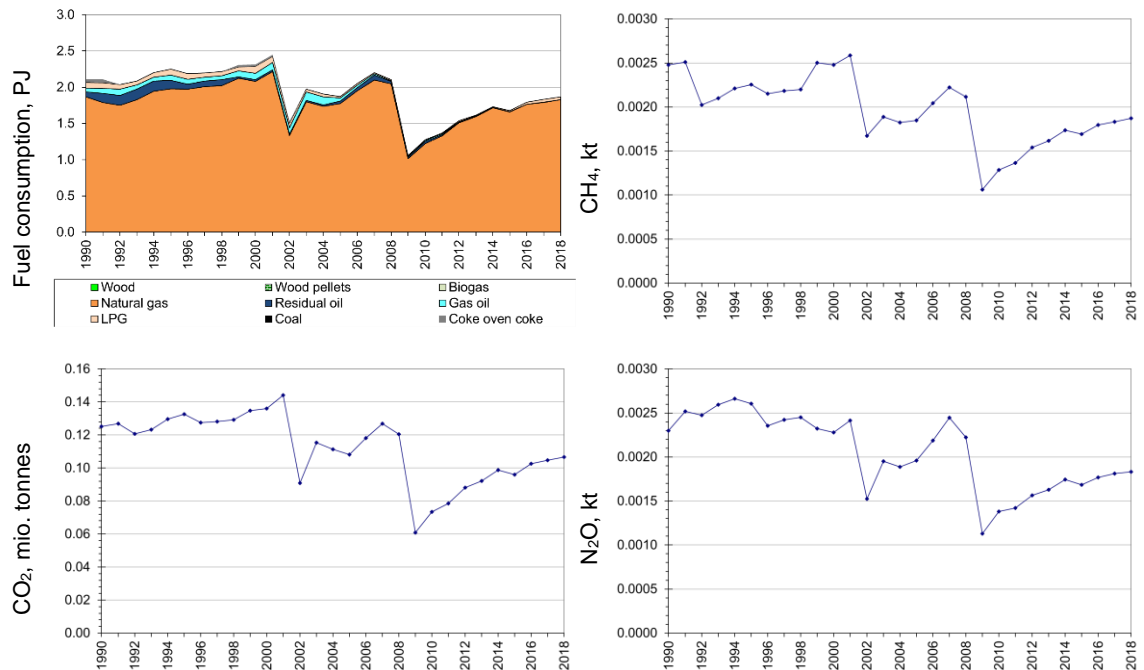 Fuel consumption, PJ
3.0
2.5
2.0
1.5
1.0
0.5
0.0
1990 1992 1994 1996 1998 2000 2002 2004 2006 2008 2010 2012 2014 2016 2018
Wood Wood pellets Biogas
Natural gas Residual oil Gas oil
LPG Coal Coke oven coke
CH₄, kt
0.0030
0.0025
0.0020
0.0015
0.0010
0.0005
0.0000
1990 1992 1994 1996 1998 2000 2002 2004 2006 2008 2010 2012 2014 2016 2018
CO₂, mio. tonnes
0.16
0.14
0.12
0.10
0.08
0.06
0.04
0.02
0.00
1990 1992 1994 1996 1998 2000 2002 2004 2006 2008 2010 2012 2014 2016 2018
N₂O, kt
0.0030
0.0025
0.0020
0.0015
0.0010
0.0005
0.0000
1990 1992 1994 1996 1998 2000 2002 2004 2006 2008 2010 2012 2014 2016 2018